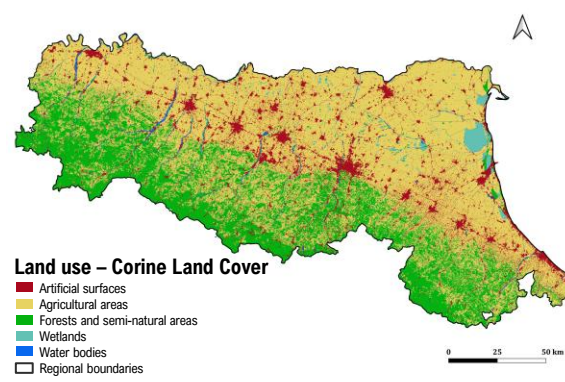 Land use – Corine Land Cover
Artificial surfaces
Agricultural areas
Forests and semi-natural areas
Wetlands
Water bodies
Regional boundaries
0 25 50 km